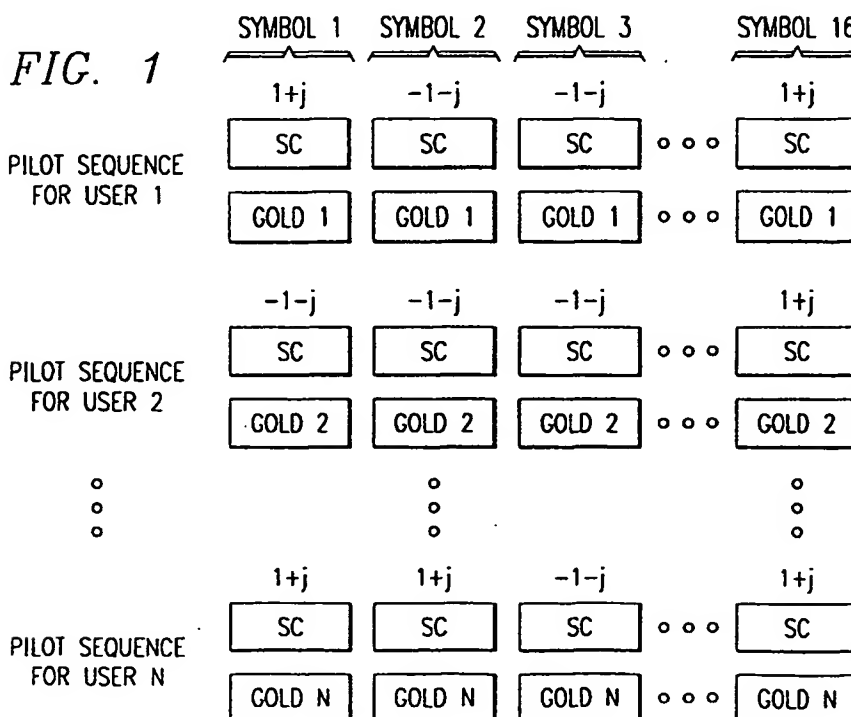 FIG. 1
SYMBOL 1 SYMBOL 2 SYMBOL 3 SYMBOL 16
1+j -1-j -1-j 1+j
PILOT SEQUENCE
FOR USER 1
SC SC SC SC
GOLD 1 GOLD 1 GOLD 1 GOLD 1
-1-j -1-j -1-j 1+j
PILOT SEQUENCE
FOR USER 2
SC SC SC SC
GOLD 2 GOLD 2 GOLD 2 GOLD 2
1+j 1+j -1-j 1+j
PILOT SEQUENCE
FOR USER N
SC SC SC SC
GOLD N GOLD N GOLD N GOLD N